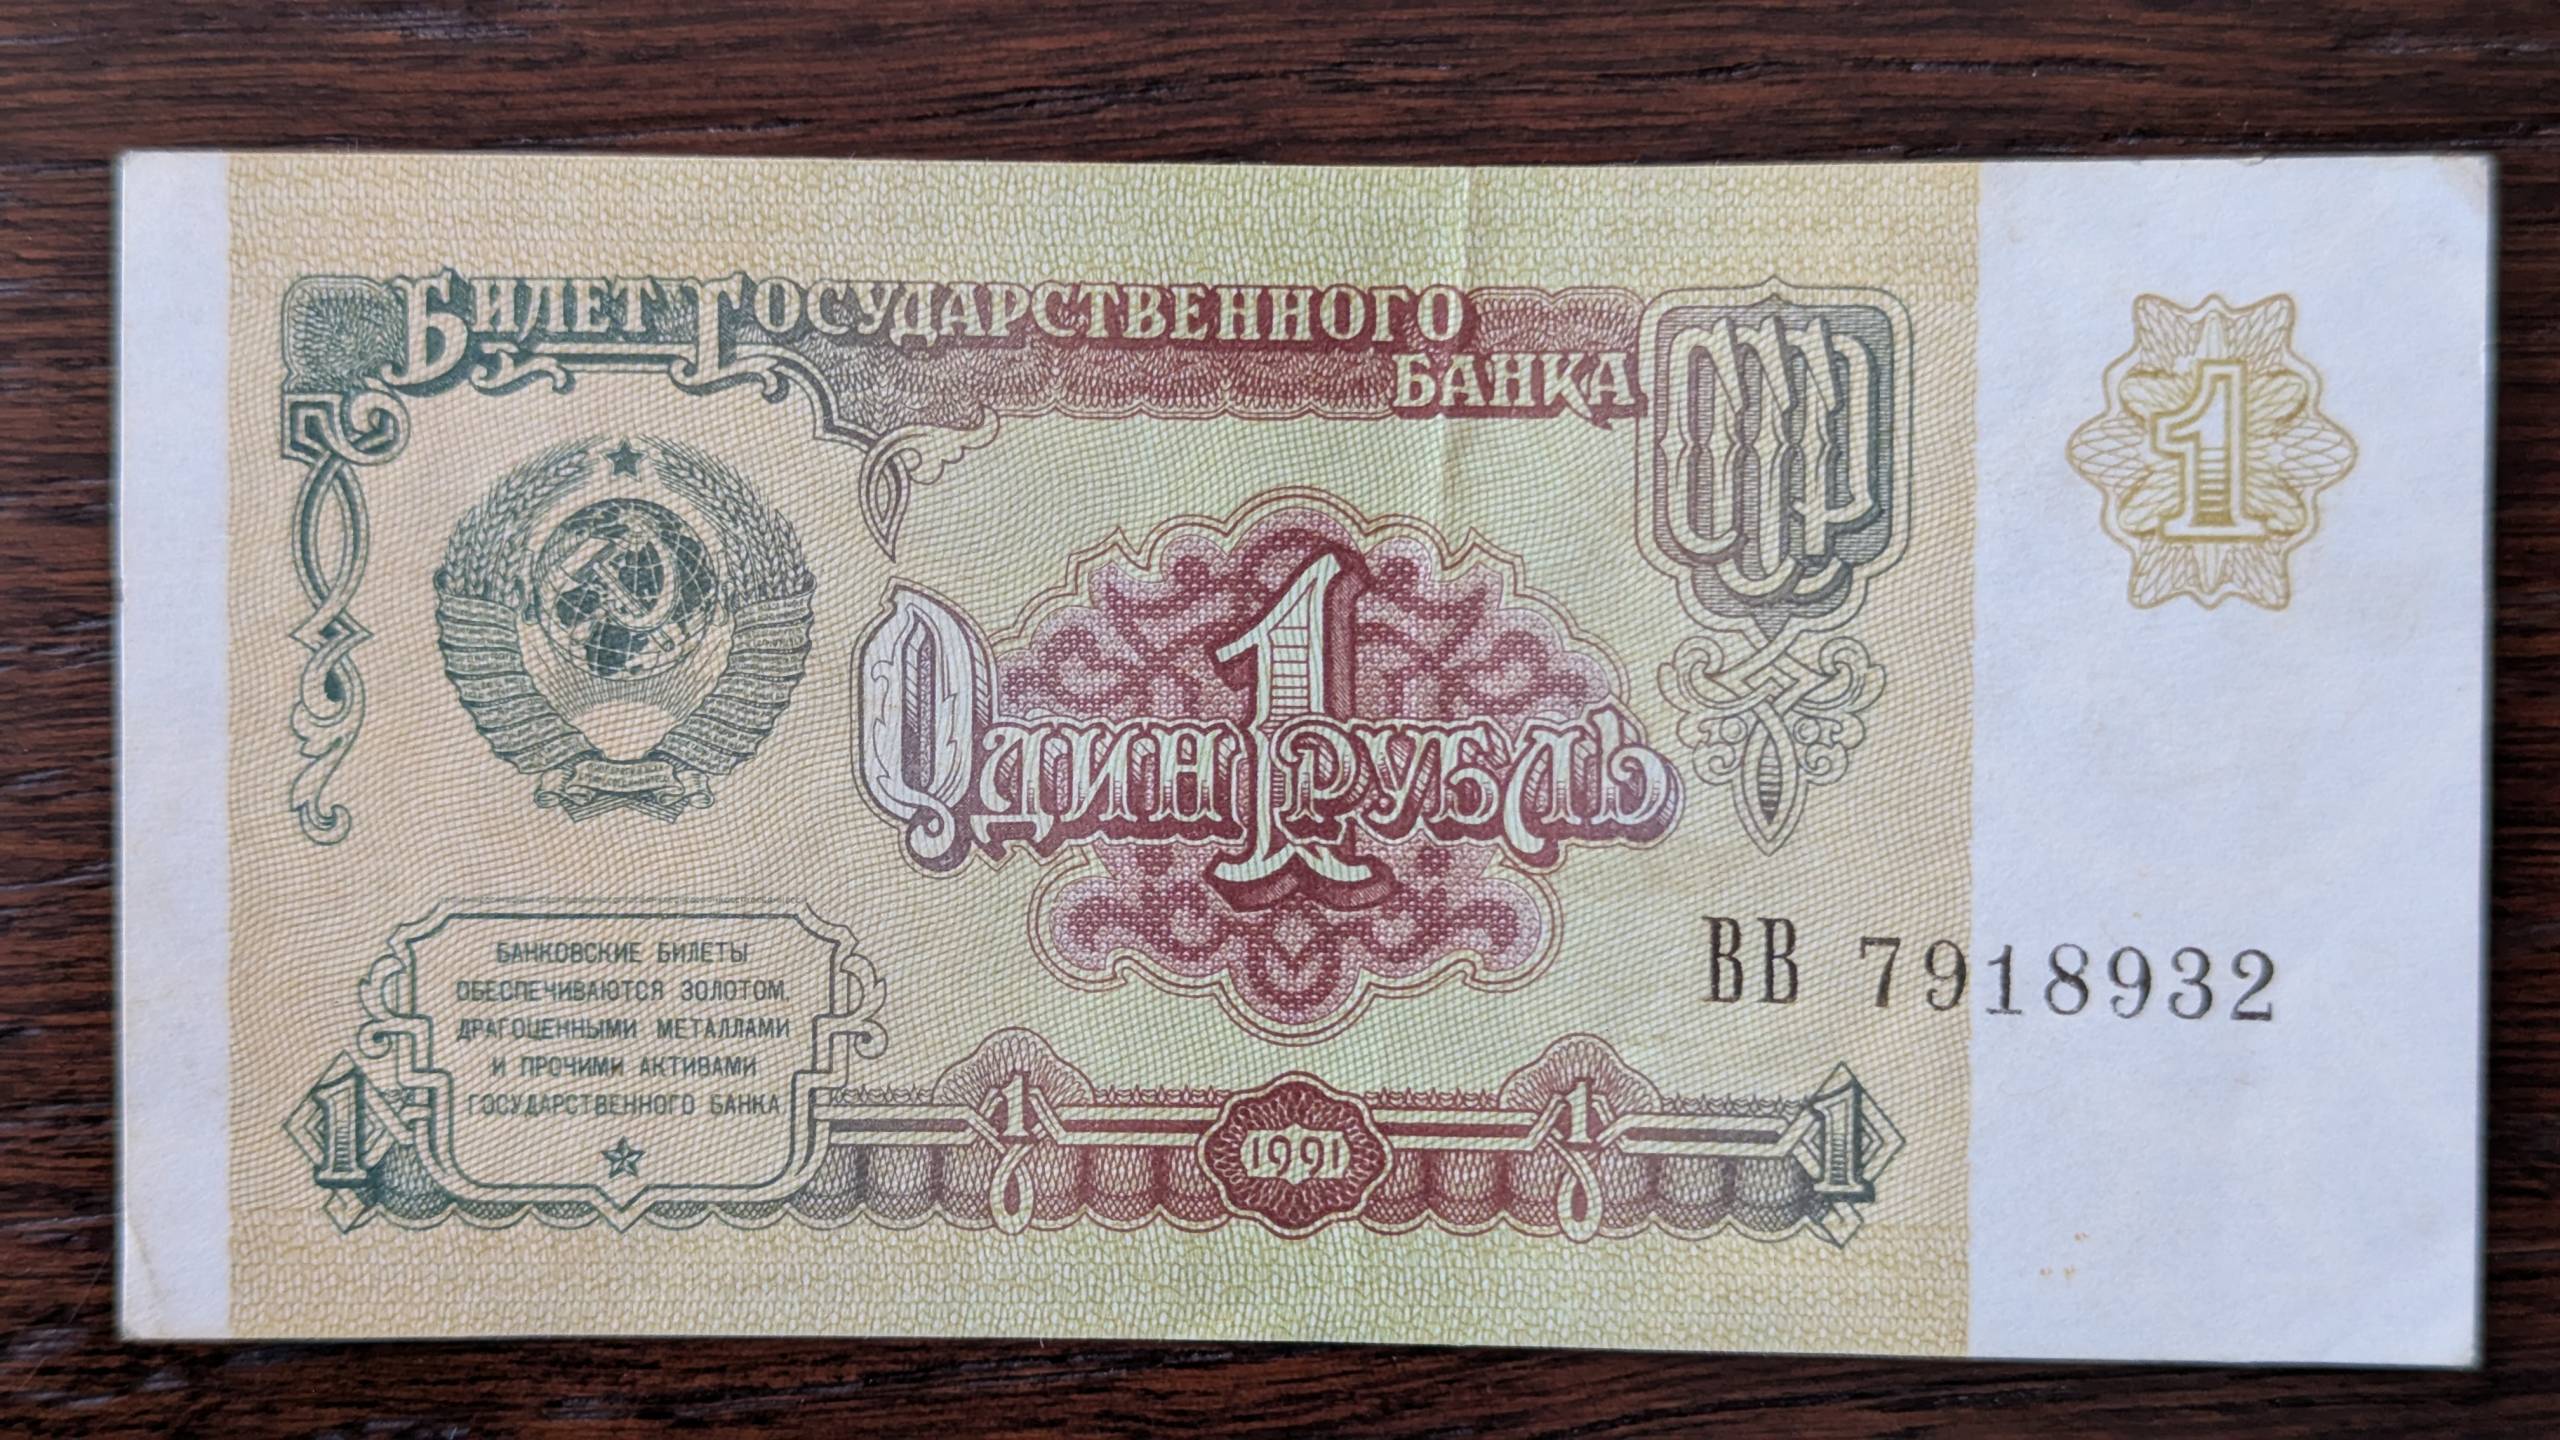 Билет Государственного
банка
СССР
1
1
Один рубль
ВВ 7918932
БАНКОВСКИЕ БИЛЕТЫ
ОБЕСПЕЧИВАЮТСЯ ЗОЛОТОМ,
ДРАГОЦЕННЫМИ МЕТАЛЛАМИ
И ПРОЧИМИ АКТИВАМИ
ГОСУДАРСТВЕННОГО БАНКА
1 1 1991 1 1